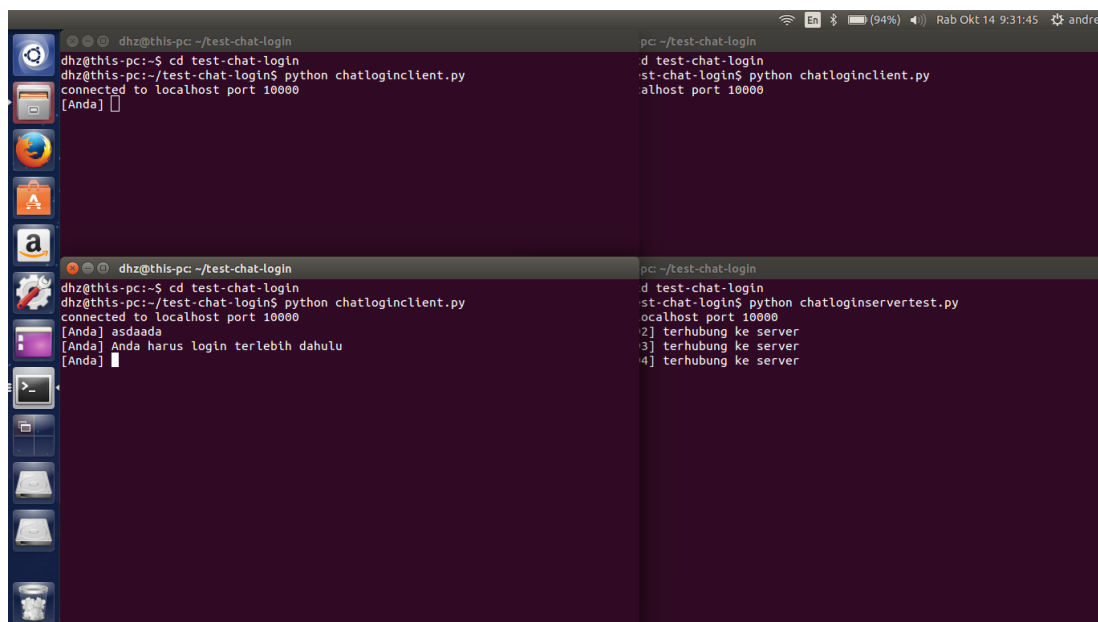 En (94%) Rab Okt 14 9:31:45 andre
dhz@this-pc: ~/test-chat-login
dhz@this-pc:~$ cd test-chat-login
dhz@this-pc:~/test-chat-login$ python chatloginclient.py
connected to localhost port 10000
[Anda]
pc: ~/test-chat-login
d test-chat-login
st-chat-login$ python chatloginclient.py
alhost port 10000
dhz@this-pc: ~/test-chat-login
dhz@this-pc:~$ cd test-chat-login
dhz@this-pc:~/test-chat-login$ python chatloginclient.py
connected to localhost port 10000
[Anda] asdaada
[Anda] Anda harus login terlebih dahulu
[Anda]
pc: ~/test-chat-login
d test-chat-login
st-chat-login$ python chatloginservertest.py
ocalhost port 10000
2] terhubung ke server
3] terhubung ke server
4] terhubung ke server